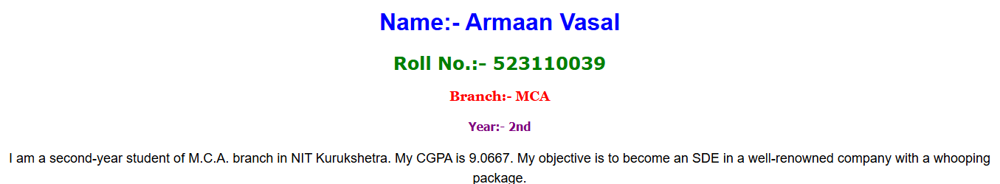 Name:- Armaan Vasal
Roll No.:- 523110039
Branch:- MCA
Year:- 2nd
I am a second-year student of M.C.A. branch in NIT Kurukshetra. My CGPA is 9.0667. My objective is to become an SDE in a well-renowned company with a whooping
package.